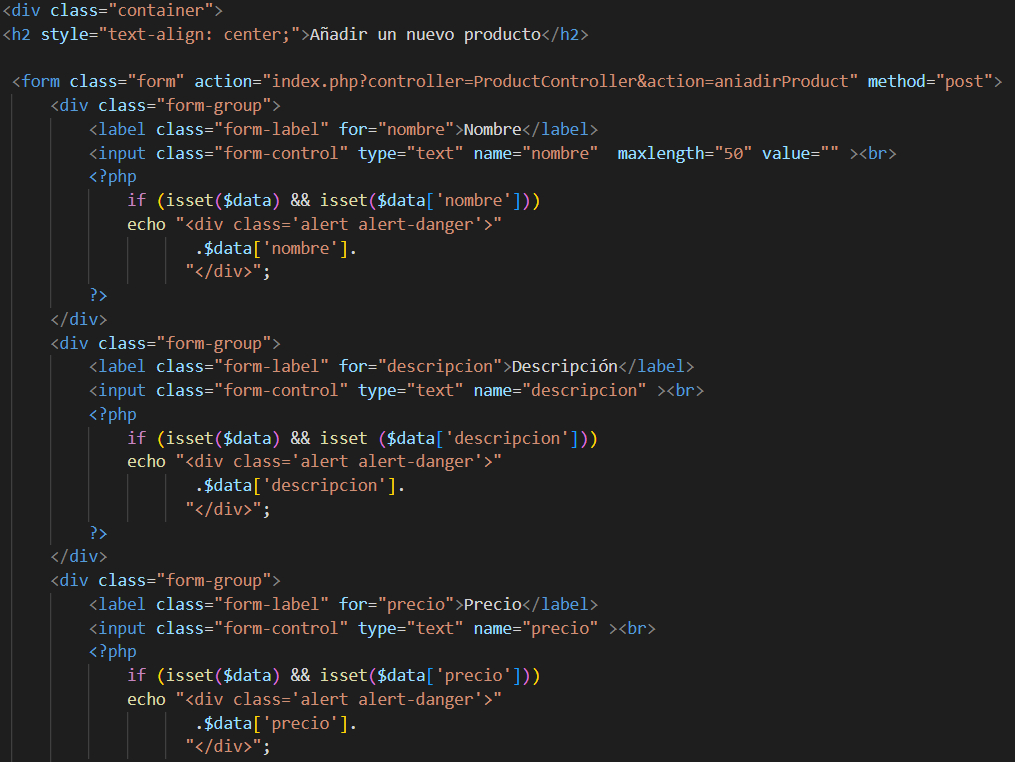 <div class="container">
<h2 style="text-align: center;">Añadir un nuevo producto</h2>
<form class="form" action="index.php?controller=ProductController&action=aniadirProduct" method="post">
<div class="form-group">
<label class="form-label" for="nombre">Nombre</label>
<input class="form-control" type="text" name="nombre"  maxlength="50" value="" ><br>
<?php
if (isset($data) && isset($data['nombre']))
echo "<div class='alert alert-danger'>"
.$data['nombre'].
"</div>";
?>
</div>
<div class="form-group">
<label class="form-label" for="descripcion">Descripción</label>
<input class="form-control" type="text" name="descripcion" ><br>
<?php
if (isset($data) && isset ($data['descripcion']))
echo "<div class='alert alert-danger'>"
.$data['descripcion'].
"</div>";
?>
</div>
<div class="form-group">
<label class="form-label" for="precio">Precio</label>
<input class="form-control" type="text" name="precio" ><br>
<?php
if (isset($data) && isset($data['precio']))
echo "<div class='alert alert-danger'>"
.$data['precio'].
"</div>";